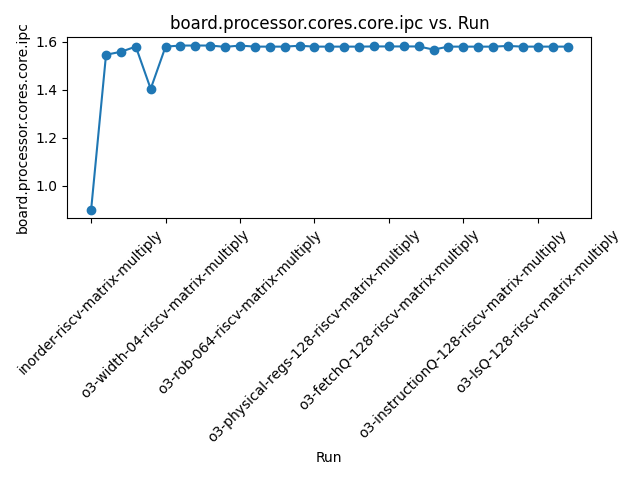 board.processor.cores.core.ipc vs. Run
board.processor.cores.core.ipc
1.6
1.4
1.2
1.0
inorder-riscv-matrix-multiply
o3-width-04-riscv-matrix-multiply
o3-rob-064-riscv-matrix-multiply
o3-physical-regs-128-riscv-matrix-multiply
o3-fetchQ-128-riscv-matrix-multiply
o3-instructionQ-128-riscv-matrix-multiply
o3-lsQ-128-riscv-matrix-multiply
Run